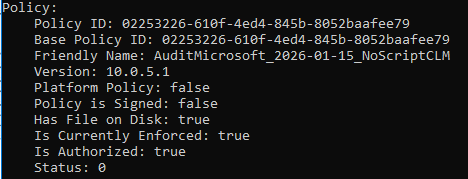 Policy:
Policy ID: 02253226-610f-4ed4-845b-8052baafee79
Base Policy ID: 02253226-610f-4ed4-845b-8052baafee79
Friendly Name: AuditMicrosoft_2026-01-15_NoScriptCLM
Version: 10.0.5.1
Platform Policy: false
Policy is Signed: false
Has File on Disk: true
Is Currently Enforced: true
Is Authorized: true
Status: 0